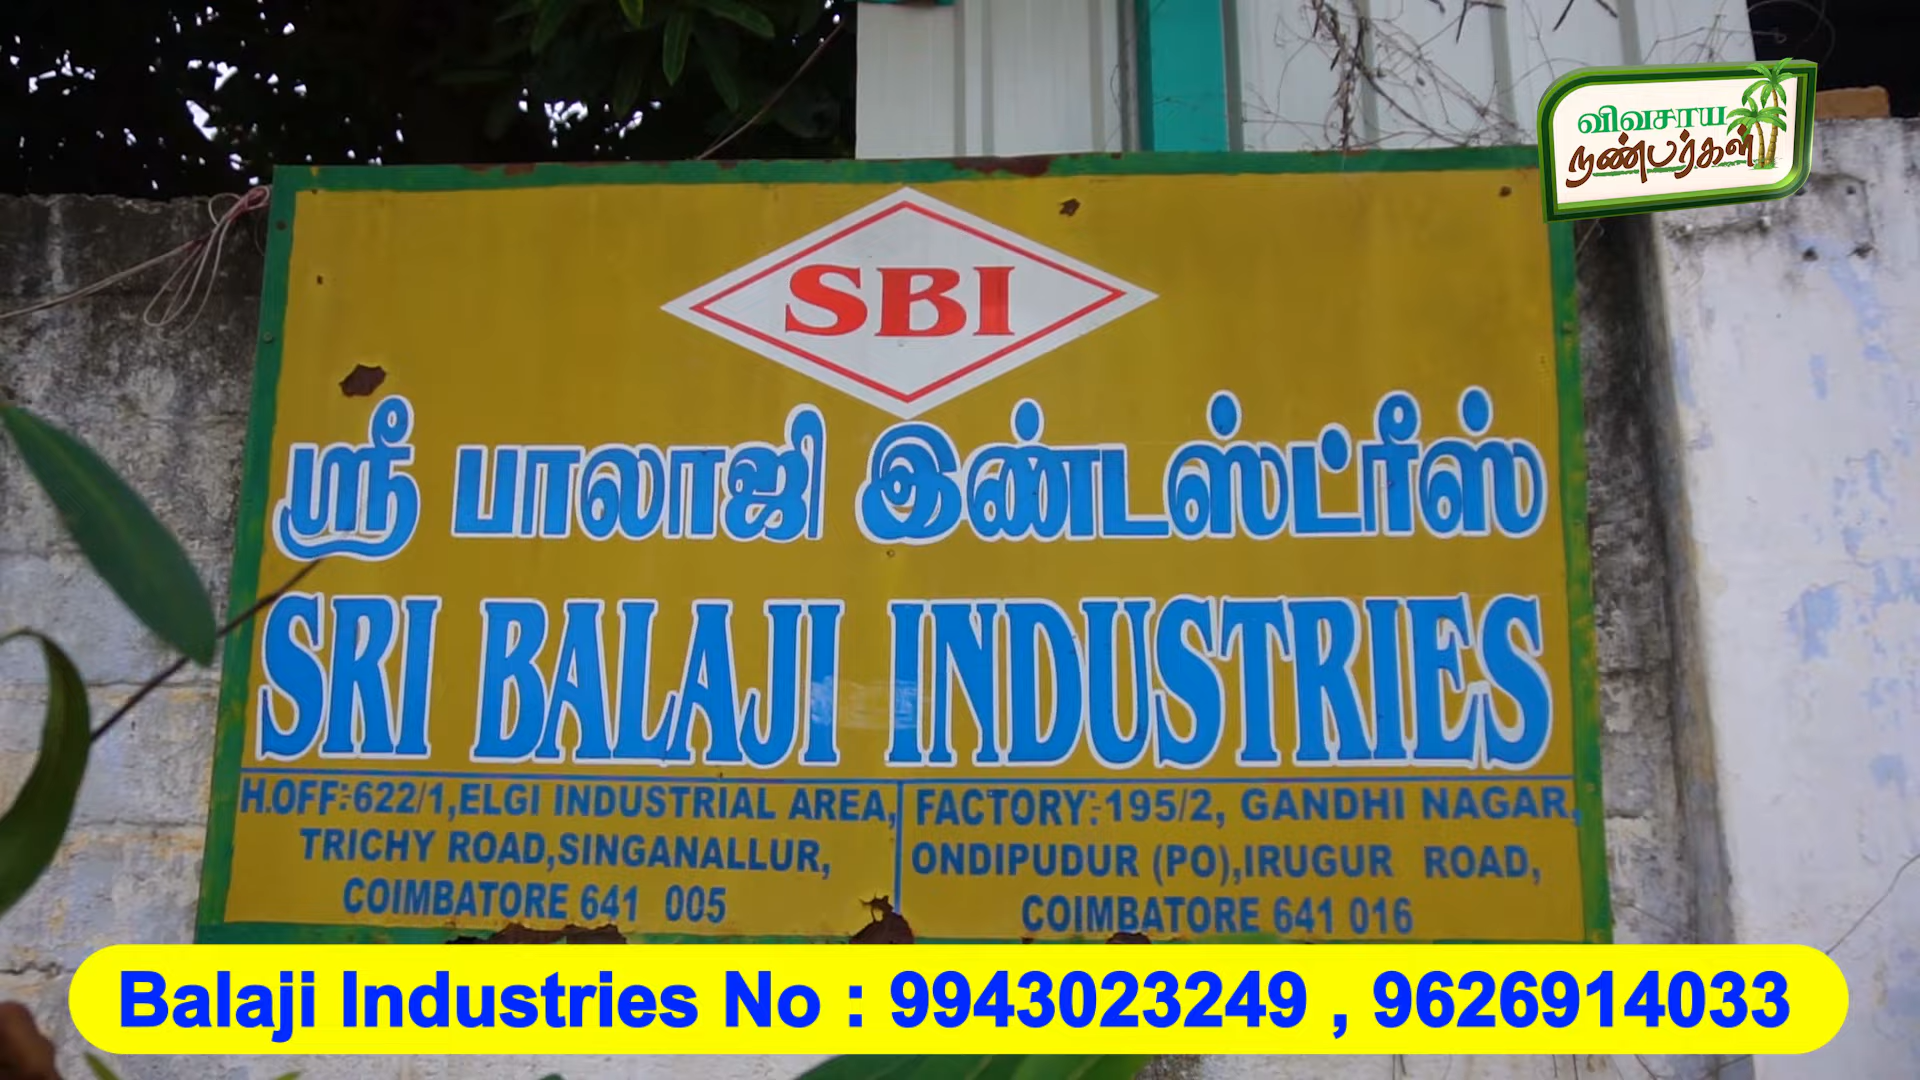 விவசாய
நண்பர்கள்
SBI
ஸ்ரீ பாலாஜி இண்டஸ்ட்ரீஸ்
SRI BALAJI INDUSTRIES
H.OFF:-622/1,ELGI INDUSTRIAL AREA,
TRICHY ROAD,SINGANALLUR,
COIMBATORE 641 005
FACTORY:-195/2, GANDHI NAGAR,
ONDIPUDUR (PO),IRUGUR ROAD,
COIMBATORE 641 016
Balaji Industries No : 9943023249 , 9626914033